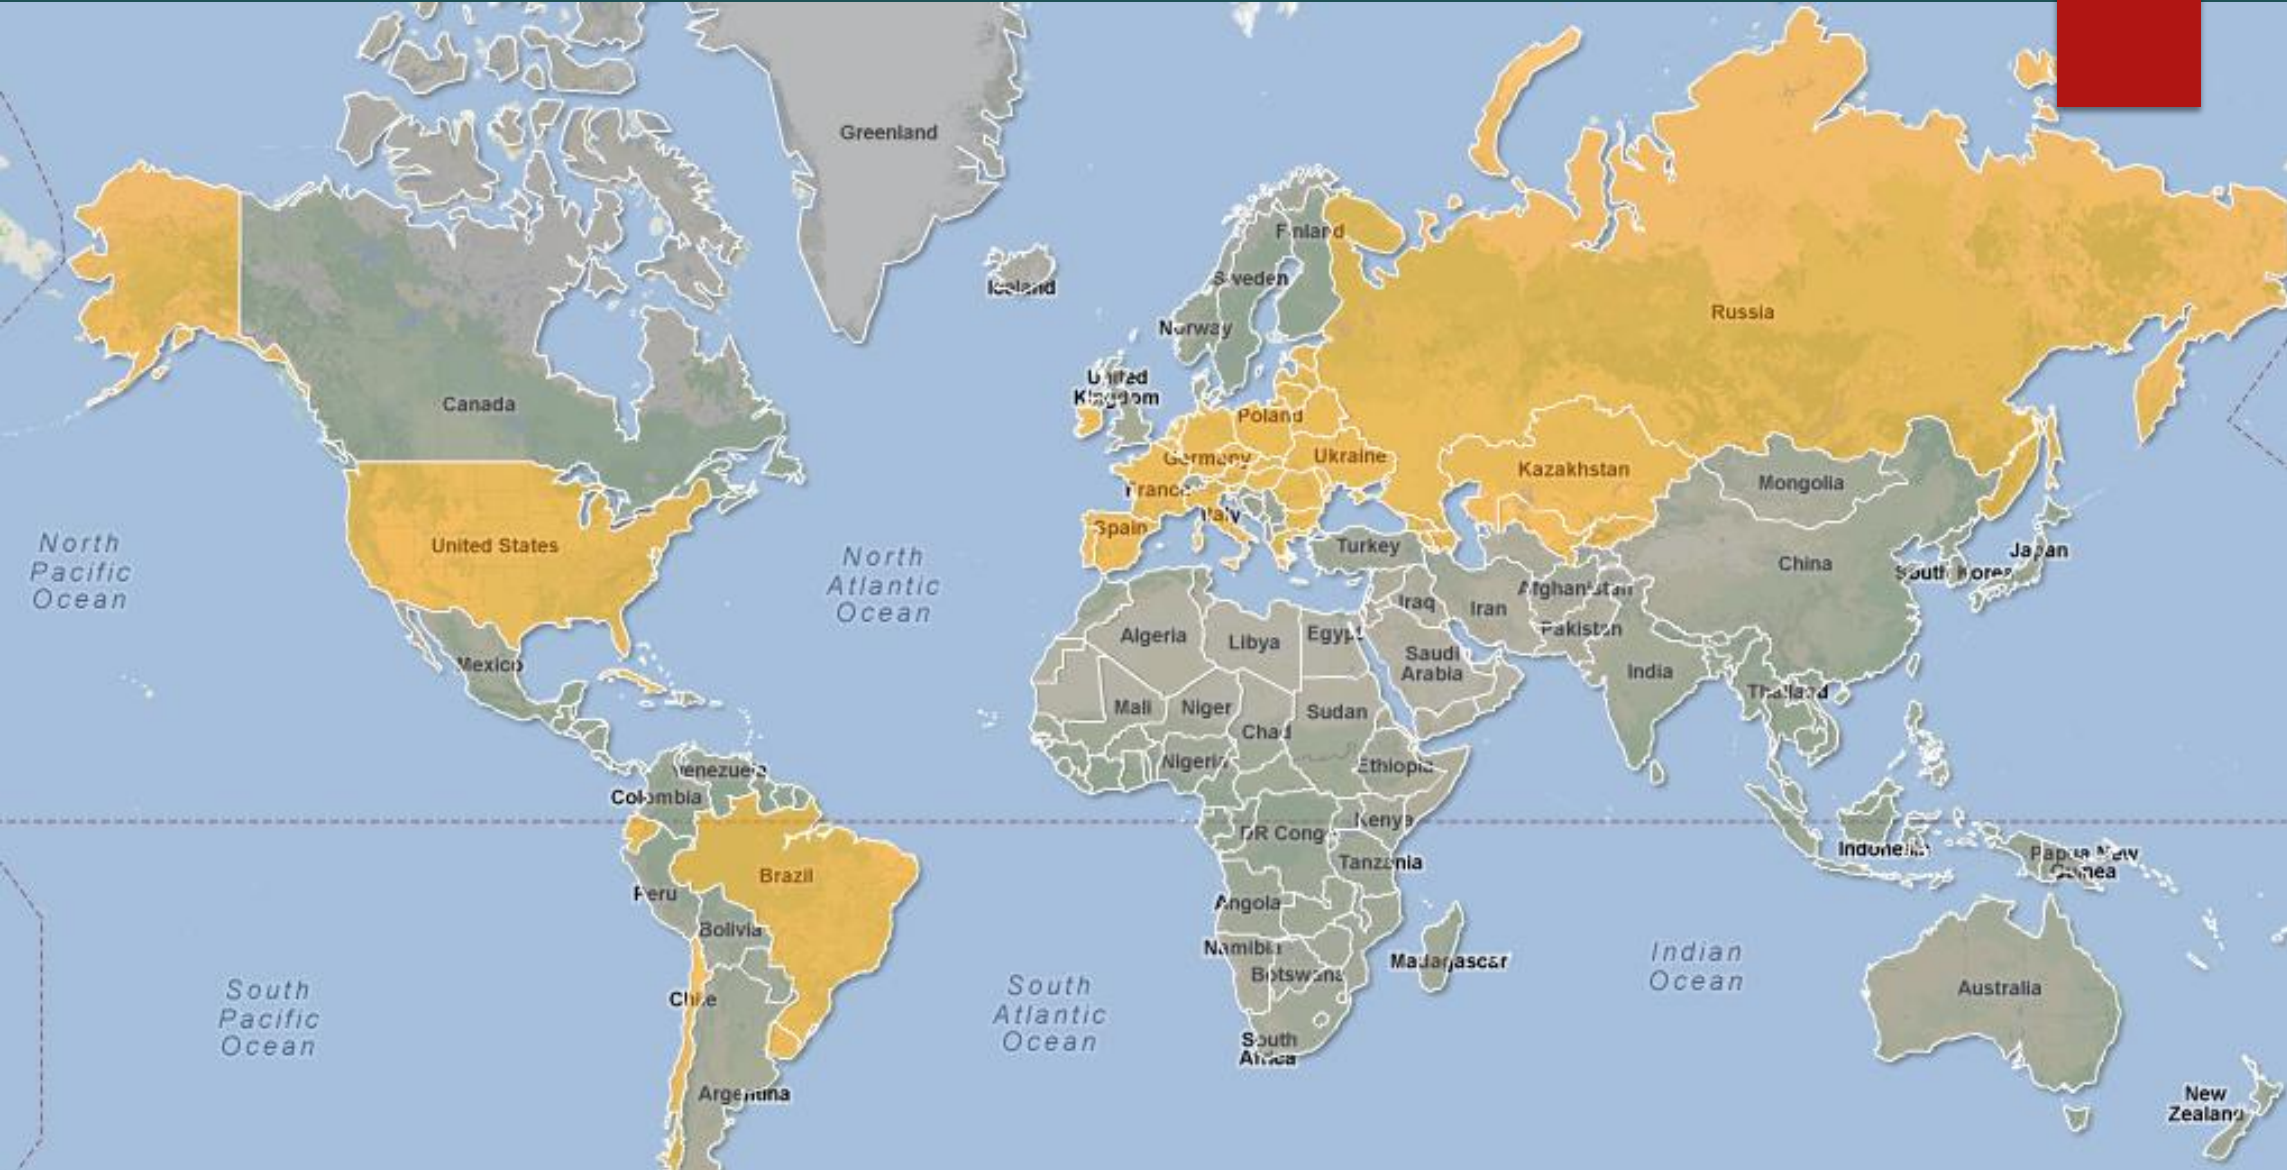 Greenland
Finland
Sweden
Iceland
Norway
Russia
United
Kingdom
Canada
Poland
Germany
Ukraine
Kazakhstan
Mongolia
France
Italy
Spain
United States
Turkey
China
Japan
South Korea
North
Pacific
Ocean
North
Atlantic
Ocean
Afghanistan
Iraq
Iran
Pakistan
Algeria
Libya
Egypt
Saudi
Arabia
India
Mexico
Thailand
Mali
Niger
Sudan
Chad
Nigeria
Ethiopia
Venezuela
Colombia
Kenya
DR Congo
Tanzania
Indonesia
Papua New
Guinea
Brazil
Peru
Angola
Bolivia
Namibia
Botswana
Madagascar
Indian
Ocean
Australia
Chile
South
Pacific
Ocean
South
Atlantic
Ocean
South
Africa
Argentina
New
Zealand